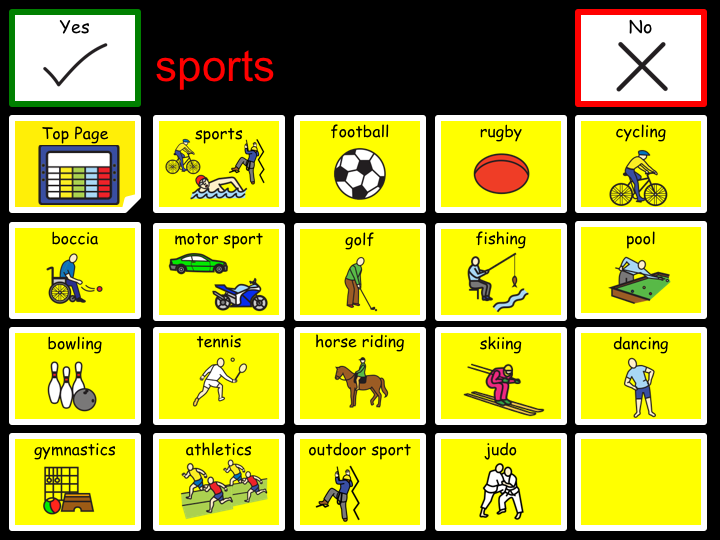 Yes
sports
No
Top Page
sports
football
rugby
cycling
boccia
motor sport
golf
fishing
pool
bowling
tennis
horse riding
skiing
dancing
gymnastics
athletics
outdoor sport
judo